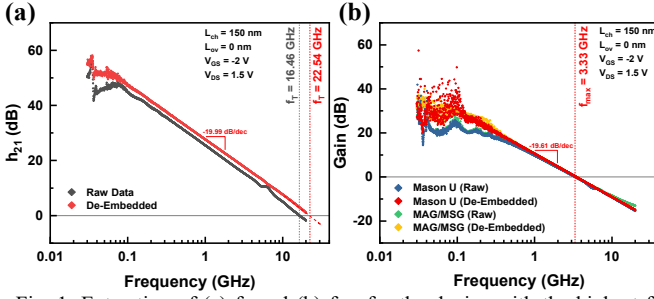 (a)
h21 (dB)
60
40
20
0
0.01
0.1
1
10
Frequency (GHz)
Lch = 150 nm
Lov = 0 nm
VGS = -2 V
VDS = 1.5 V
fT = 16.46 GHz
fT = 22.54 GHz
-19.99 dB/dec
Raw Data
De-Embedded
(b)
Gain (dB)
60
40
20
0
-20
0.01
0.1
1
10
Frequency (GHz)
Lch = 150 nm
Lov = 0 nm
VGS = -2 V
VDS = 1.5 V
fmax = 3.33 GHz
-19.61 dB/dec
Mason U (Raw)
Mason U (De-Embedded)
MAG/MSG (Raw)
MAG/MSG (De-Embedded)